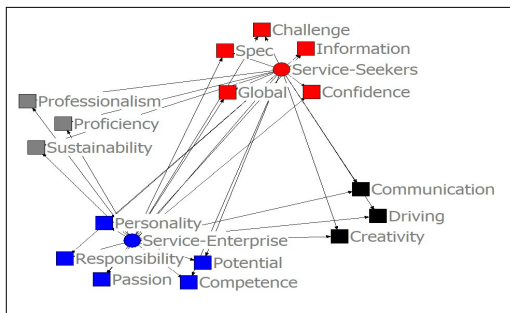 Challenge
Spec
Information
Service-Seekers
Global
Confidence
Professionalism
Proficiency
Sustainability
Communication
Driving
Creativity
Personality
Service-Enterprise
Responsibility
Potential
Passion
Competence